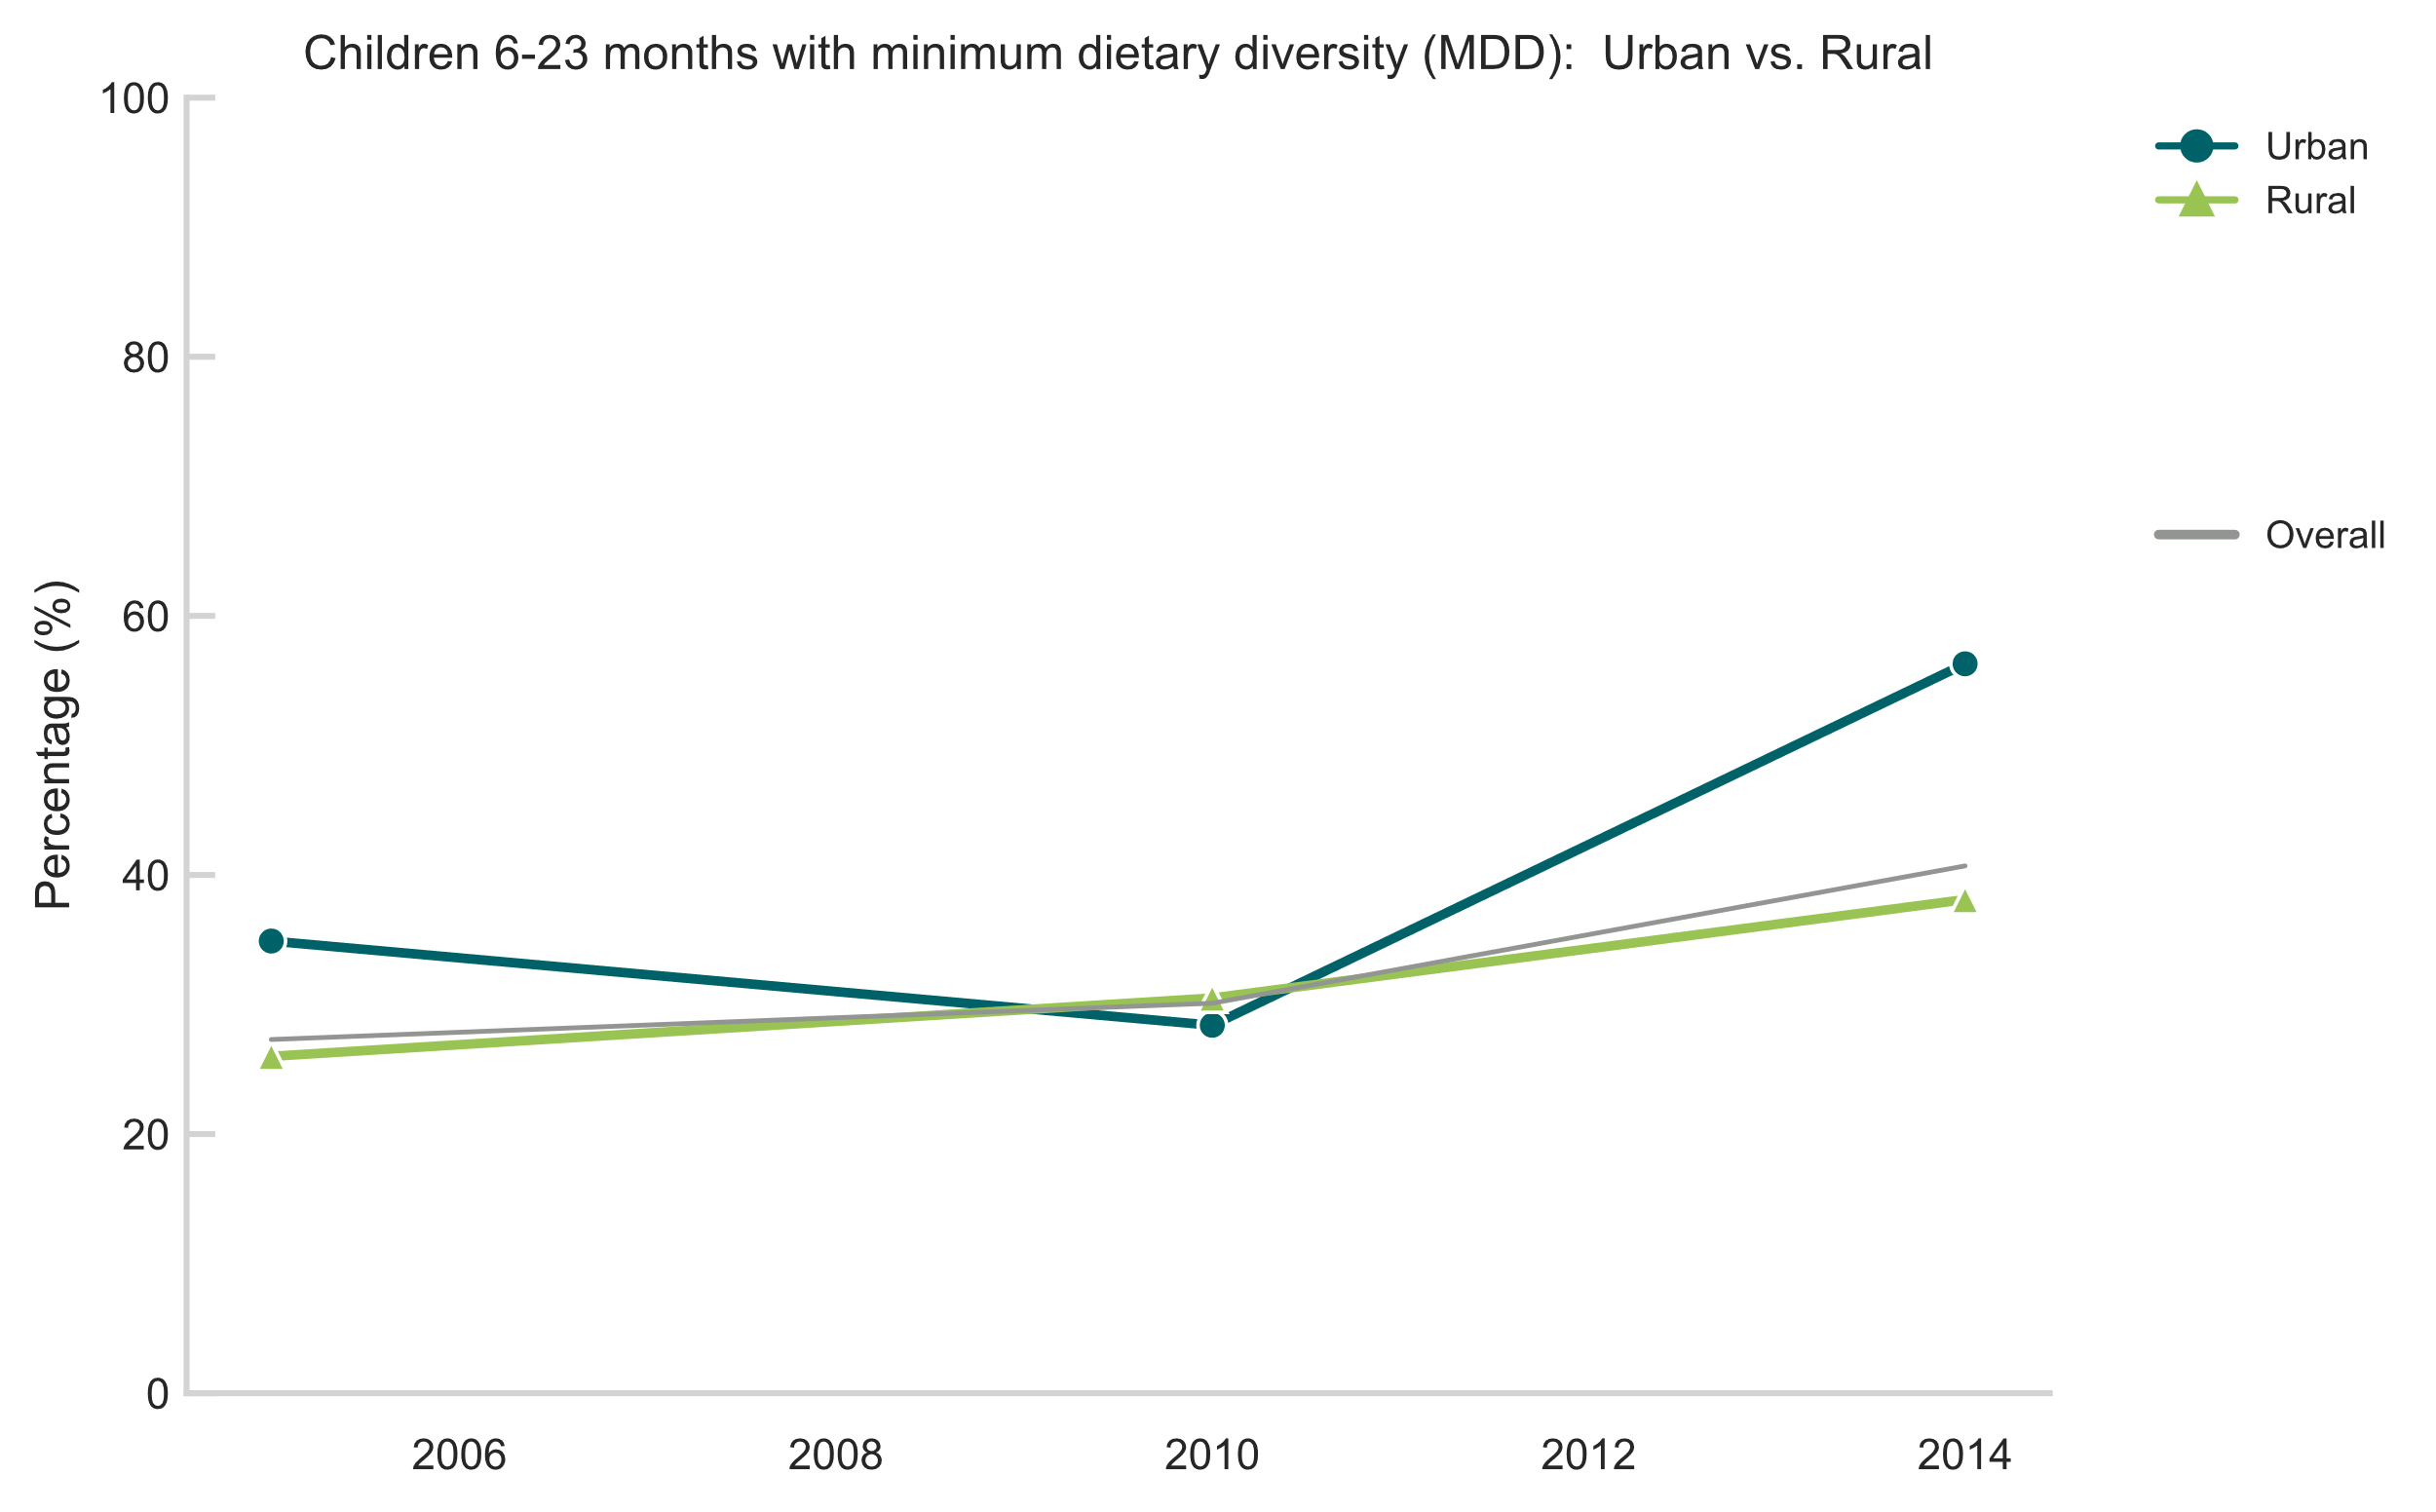 Children 6-23 months with minimum dietary diversity (MDD):  Urban vs. Rural
Percentage (%)
100
80
60
40
20
0
2006
2008
2010
2012
2014
Urban
Rural
Overall